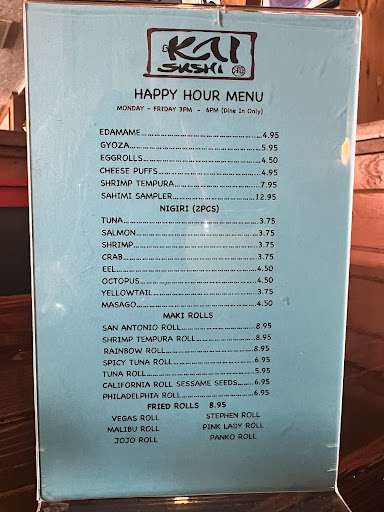 KAI
SUSHI
HAPPY HOUR MENU
MONDAY - FRIDAY 3PM - 6PM (Dine In Only)
EDAMAME........................4.95
GYOZA........................5.95
EGGROLLS........................4.50
CHEESE PUFFS........................4.95
SHRIMP TEMPURA........................7.95
SAHIMI SAMPLER........................12.95
NIGIRI (2PCS)
TUNA........................3.75
SALMON........................3.75
SHRIMP........................3.75
CRAB........................3.75
EEL........................4.50
OCTOPUS........................4.50
YELLOWTAIL........................3.75
MASAGO........................4.50
MAKI ROLLS
SAN ANTONIO ROLL........................8.95
SHRIMP TEMPURA ROLL........................8.95
RAINBOW ROLL........................8.95
SPICY TUNA ROLL........................6.95
TUNA ROLL........................5.95
CALIFORNIA ROLL SESSAME SEEDS........6.95
PHILADELPHIA ROLL........................6.95
FRIED ROLLS 8.95
VEGAS ROLL STEPHEN ROLL
MALIBU ROLL PINK LADY ROLL
JOJO ROLL PANKO ROLL